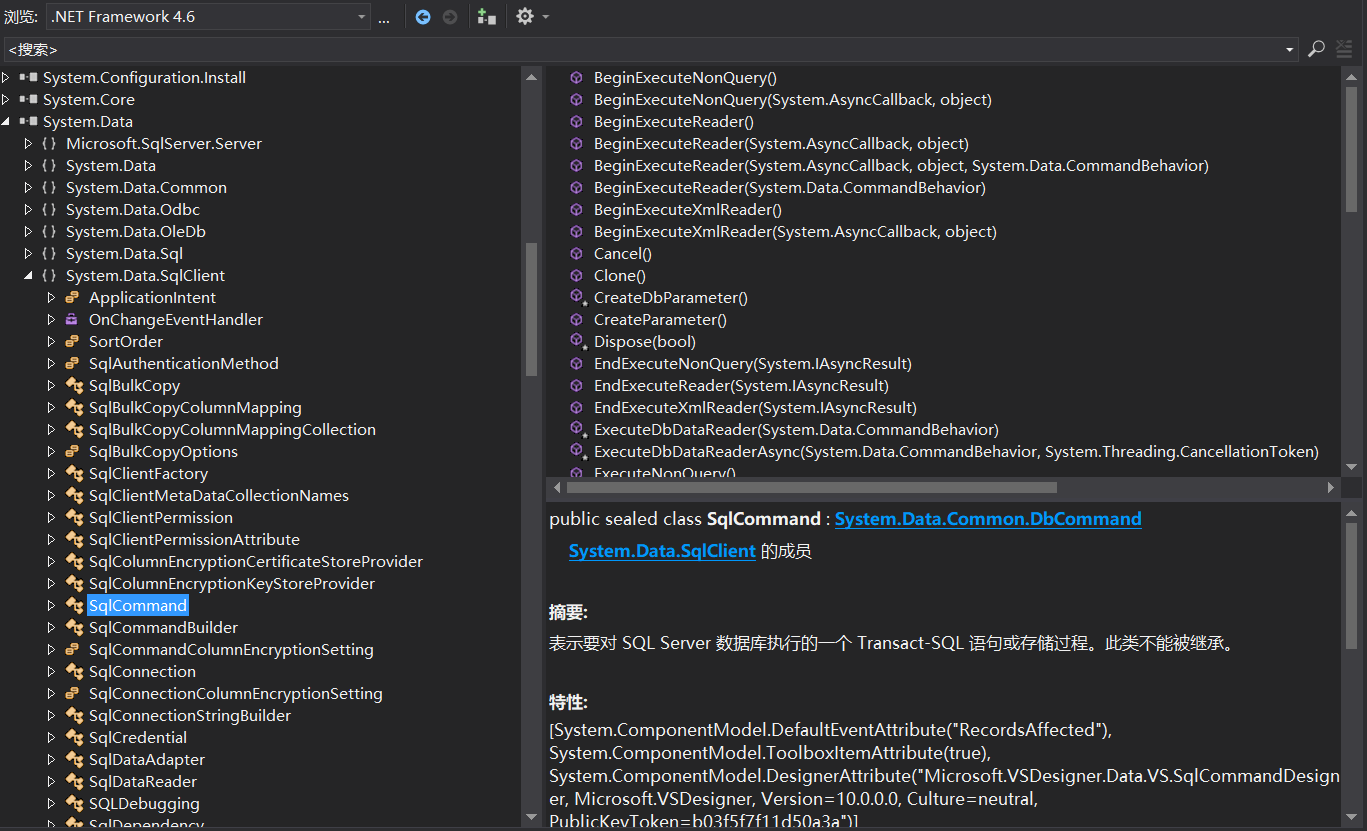 浏览: .NET Framework 4.6 ...
<搜索>
System.Configuration.Install
System.Core
System.Data
{ } Microsoft.SqlServer.Server
{ } System.Data
{ } System.Data.Common
{ } System.Data.Odbc
{ } System.Data.OleDb
{ } System.Data.Sql
{ } System.Data.SqlClient
ApplicationIntent
OnChangeEventHandler
SortOrder
SqlAuthenticationMethod
SqlBulkCopy
SqlBulkCopyColumnMapping
SqlBulkCopyColumnMappingCollection
SqlBulkCopyOptions
SqlClientFactory
SqlClientMetaDataCollectionNames
SqlClientPermission
SqlClientPermissionAttribute
SqlColumnEncryptionCertificateStoreProvider
SqlColumnEncryptionKeyStoreProvider
SqlCommand
SqlCommandBuilder
SqlCommandColumnEncryptionSetting
SqlConnection
SqlConnectionColumnEncryptionSetting
SqlConnectionStringBuilder
SqlCredential
SqlDataAdapter
SqlDataReader
SQLDebugging
SqlDependency
BeginExecuteNonQuery()
BeginExecuteNonQuery(System.AsyncCallback, object)
BeginExecuteReader()
BeginExecuteReader(System.AsyncCallback, object)
BeginExecuteReader(System.AsyncCallback, object, System.Data.CommandBehavior)
BeginExecuteReader(System.Data.CommandBehavior)
BeginExecuteXmlReader()
BeginExecuteXmlReader(System.AsyncCallback, object)
Cancel()
Clone()
CreateDbParameter()
CreateParameter()
Dispose(bool)
EndExecuteNonQuery(System.IAsyncResult)
EndExecuteReader(System.IAsyncResult)
EndExecuteXmlReader(System.IAsyncResult)
ExecuteDbDataReader(System.Data.CommandBehavior)
ExecuteDbDataReaderAsync(System.Data.CommandBehavior, System.Threading.CancellationToken)
ExecuteNonQuery()
public sealed class SqlCommand : System.Data.Common.DbCommand
System.Data.SqlClient 的成员
摘要:
表示要对 SQL Server 数据库执行的一个 Transact-SQL 语句或存储过程。此类不能被继承。
特性:
[System.ComponentModel.DefaultEventAttribute("RecordsAffected"),
System.ComponentModel.ToolboxItemAttribute(true),
System.ComponentModel.DesignerAttribute("Microsoft.VSDesigner.Data.VS.SqlCommandDesign
er, Microsoft.VSDesigner, Version=10.0.0.0, Culture=neutral,
PublicKeyToken=b03f5f7f11d50a3a")]